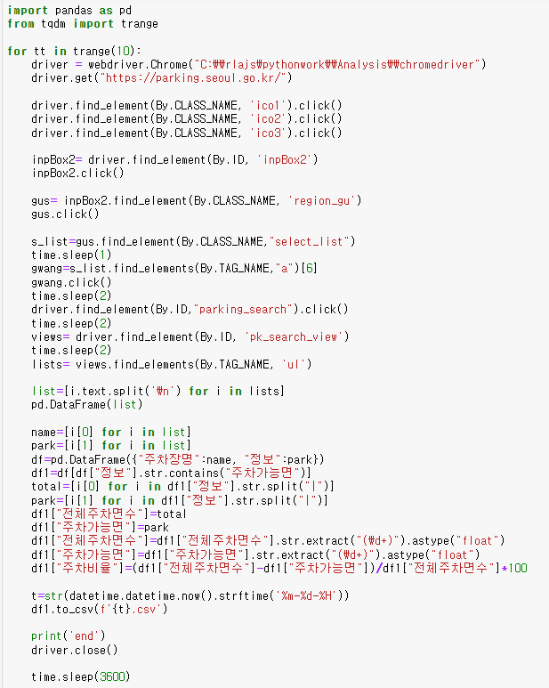 import pandas as pd
from tqdm import trange

for tt in trange(10):
    driver = webdriver.Chrome("C:₩₩rlajs₩pythonwork₩₩Analysis₩₩chromedriver")
    driver.get("https://parking.seoul.go.kr/")

    driver.find_element(By.CLASS_NAME, 'ico1').click()
    driver.find_element(By.CLASS_NAME, 'ico2').click()
    driver.find_element(By.CLASS_NAME, 'ico3').click()

    inpBox2= driver.find_element(By.ID, 'inpBox2')
    inpBox2.click()

    gus= inpBox2.find_element(By.CLASS_NAME, 'region_gu')
    gus.click()

    s_list=gus.find_element(By.CLASS_NAME,"select_list")
    time.sleep(1)
    gwang=s_list.find_elements(By.TAG_NAME,"a")[6]
    gwang.click()
    time.sleep(2)
    driver.find_element(By.ID,"parking_search").click()
    time.sleep(2)
    views= driver.find_element(By.ID, 'pk_search_view')
    time.sleep(2)
    lists= views.find_elements(By.TAG_NAME, 'ul')

    list=[i.text.split('₩n') for i in lists]
    pd.DataFrame(list)

    name=[i[0] for i in list]
    park=[i[1] for i in list]
    df=pd.DataFrame({"주차장명":name, "정보":park})
    df1=df[df["정보"].str.contains("주차가능면")]
    total=[i[0] for i in df1["정보"].str.split("|")]
    park=[i[1] for i in df1["정보"].str.split("|")]
    df1["전체주차면수"]=total
    df1["주차가능면"]=park
    df1["전체주차면수"]=df1["전체주차면수"].str.extract("(₩d+)").astype("float")
    df1["주차가능면"]=df1["주차가능면"].str.extract("(₩d+)").astype("float")
    df1["주차비율"]=(df1["전체주차면수"]-df1["주차가능면"])/df1["전체주차면수"]*100

    t=str(datetime.datetime.now().strftime('%m-%d-%H'))
    df1.to_csv(f'{t}.csv')

    print('end')
    driver.close()

    time.sleep(3600)